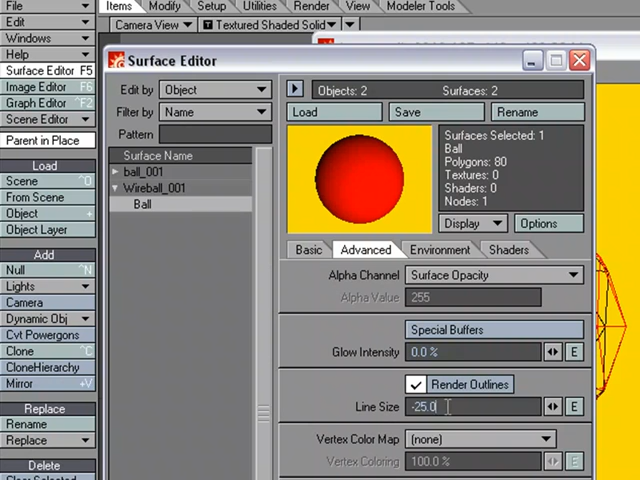 File
Edit
Windows
Surface Editor F5
Image Editor F6
Graph Editor ^F2
Scene Editor
Parent in Place
Load
Scene ^O
From Scene
Object +
Object Layer
Add
Null ^N
Lights
Camera
Dynamic Obj
Cvt Powergons
Clone ^C
CloneHierarchy
Mirror +V
Replace
Rename
Replace
Delete
Items Modify Setup Utilities Render View Modeler Tools
Camera View Textured Shaded Solid
Surface Editor
Edit by Object
Filter by Name
Pattern
Surface Name
ball_001
Wireball_001
Ball
Objects: 2 Surfaces: 2
Load Save Rename
Surfaces Selected: 1
Ball
Polygons: 80
Textures: 0
Shaders: 0
Nodes: 1
Display Options
Basic Advanced Environment Shaders
Alpha Channel Surface Opacity
Alpha Value 255
Special Buffers
Glow Intensity 0.0 % E
Render Outlines
Line Size -25.0 E
Vertex Color Map (none)
Vertex Coloring 100.0 % E